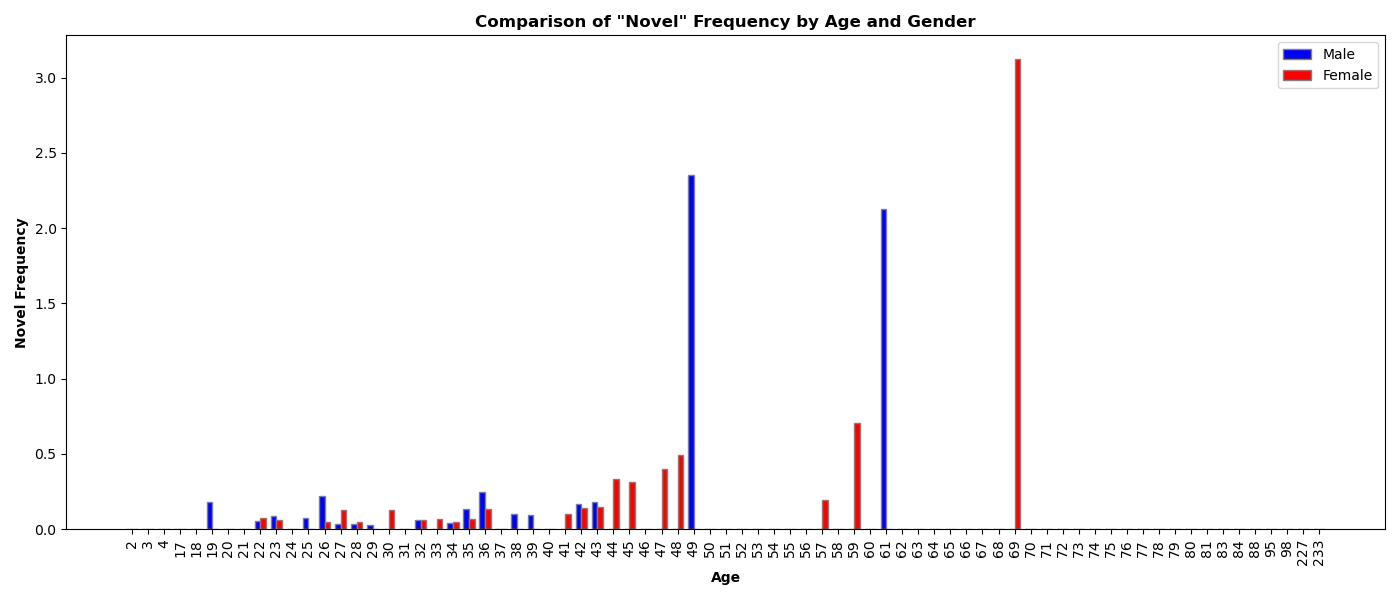 Comparison of "Novel" Frequency by Age and Gender
Male
Female
Novel Frequency
3.0
2.5
2.0
1.5
1.0
0.5
0.0
2 3 4 17 18 19 20 21 22 23 24 25 26 27 28 29 30 31 32 33 34 35 36 37 38 39 40 41 42 43 44 45 46 47 48 49 50 51 52 53 54 55 56 57 58 59 60 61 62 63 64 65 66 67 68 69 70 71 72 73 74 75 76 77 78 79 80 81 83 84 88 95 98 227 233
Age